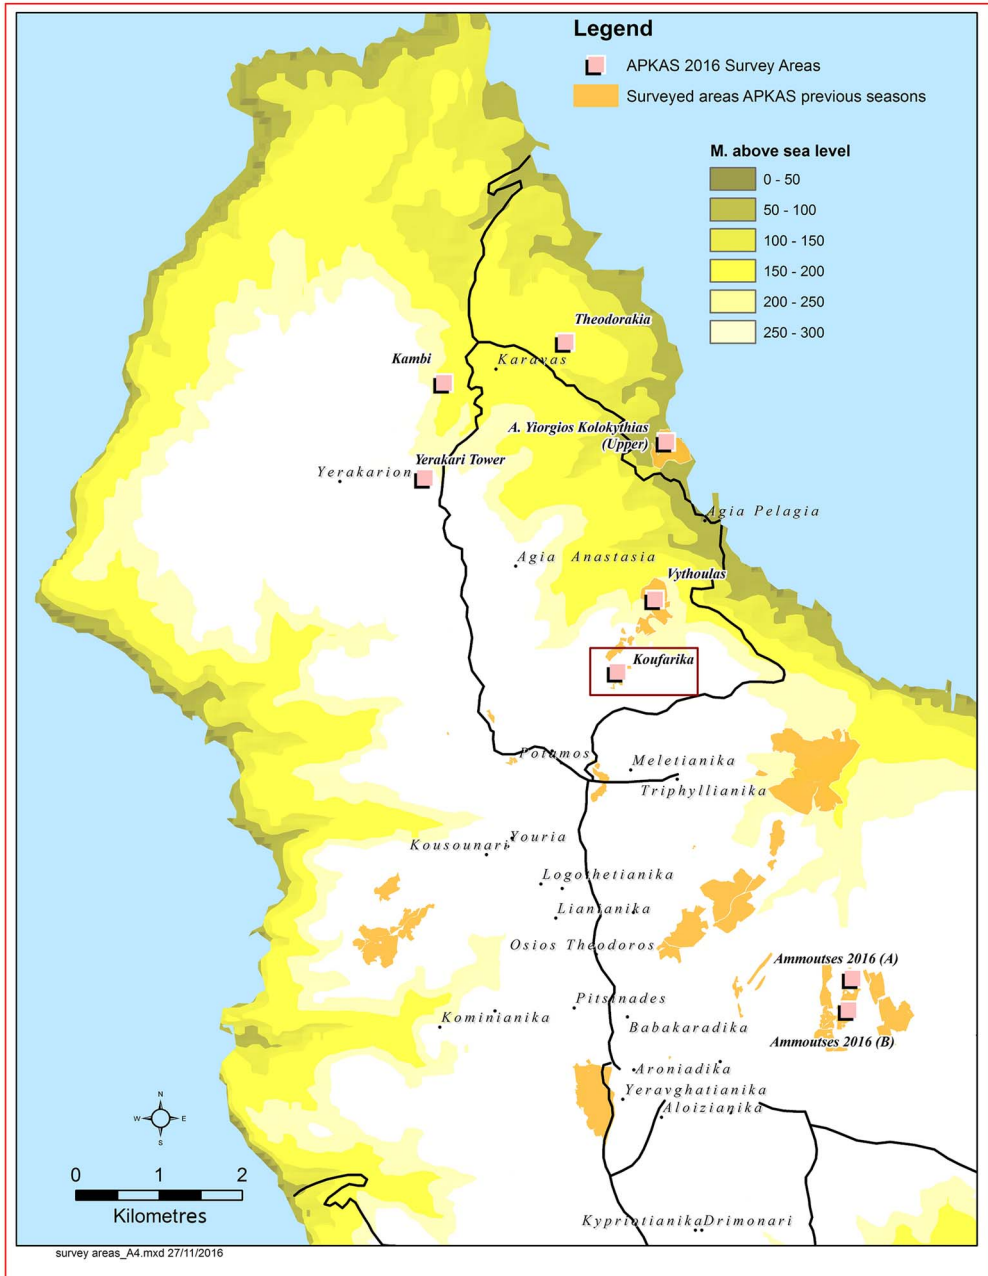 Legend
APKAS 2016 Survey Areas
Surveyed areas APKAS previous seasons
M. above sea level
0 - 50
50 - 100
100 - 150
150 - 200
200 - 250
250 - 300
Theodorakia
Kambi
Karavas
A. Yiorgios Kolokythias
(Upper)
Yerakari Tower
Yerakarion
Agia Pelagia
Agia Anastasia
Vythoulas
Koufarika
Potamos
Meletianika
Triphyllianika
Youria
Kousounari
Logothetianika
Lianianika
Osios Theodoros
Ammoutses 2016 (A)
Pitsinades
Kominianika
Babakaradika
Ammoutses 2016 (B)
Aroniadika
Yerayghatianika
Aloizianika
N
W
E
S
0 1 2
Kilometres
Kypriotianika
Drimonari
survey areas_A4.mxd 27/11/2016